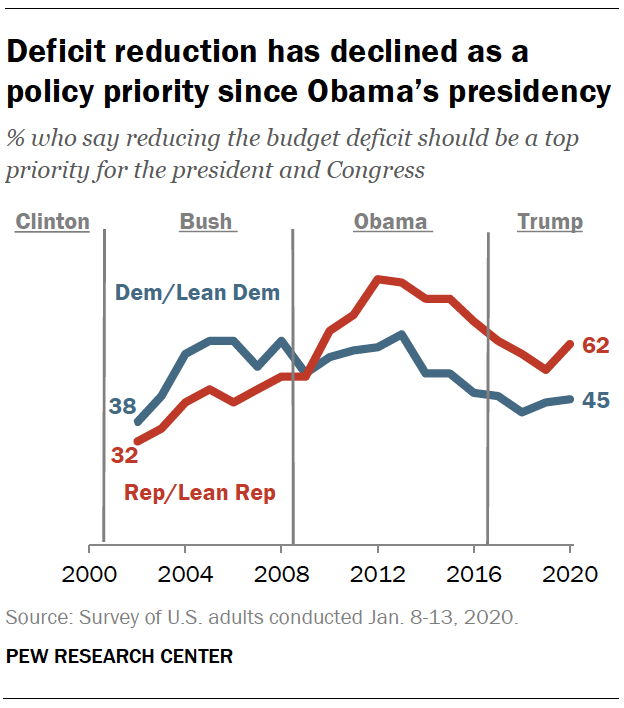 Deficit reduction has declined as a
policy priority since Obama's presidency
% who say reducing the budget deficit should be a top
priority for the president and Congress
Clinton Bush Obama Trump
Dem/Lean Dem
62
38
45
32
Rep/Lean Rep
2000 2004 2008 2012 2016 2020
Source: Survey of U.S. adults conducted Jan. 8-13, 2020.
PEW RESEARCH CENTER